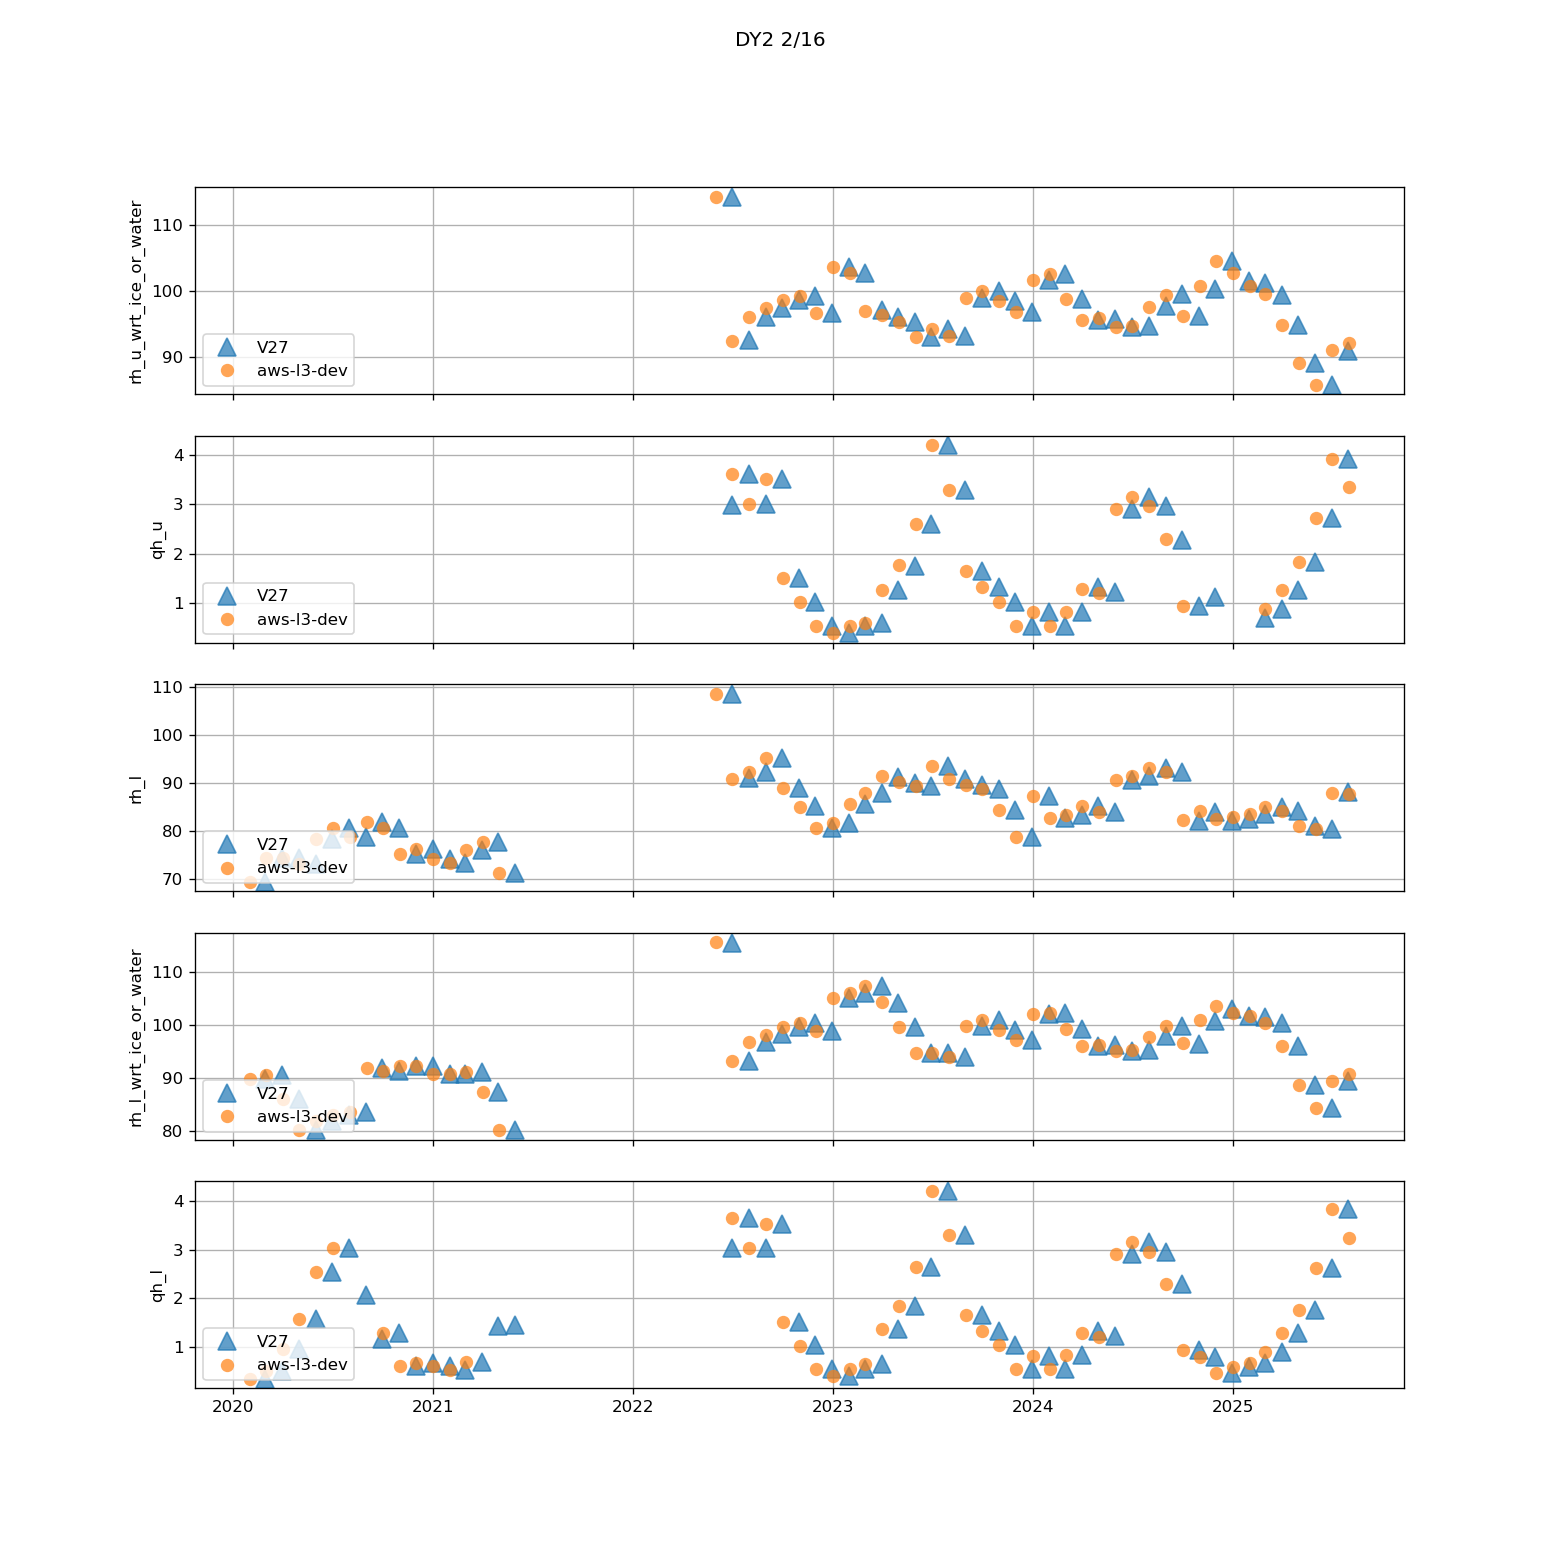 DY2 2/16
rh_u_wrt_ice_or_water
110
100
90
V27
aws-l3-dev
qh_u
4
3
2
1
V27
aws-l3-dev
rh_l
110
100
90
80
70
V27
aws-l3-dev
rh_l_wrt_ice_or_water
110
100
90
80
V27
aws-l3-dev
qh_l
4
3
2
1
V27
aws-l3-dev
2020 2021 2022 2023 2024 2025